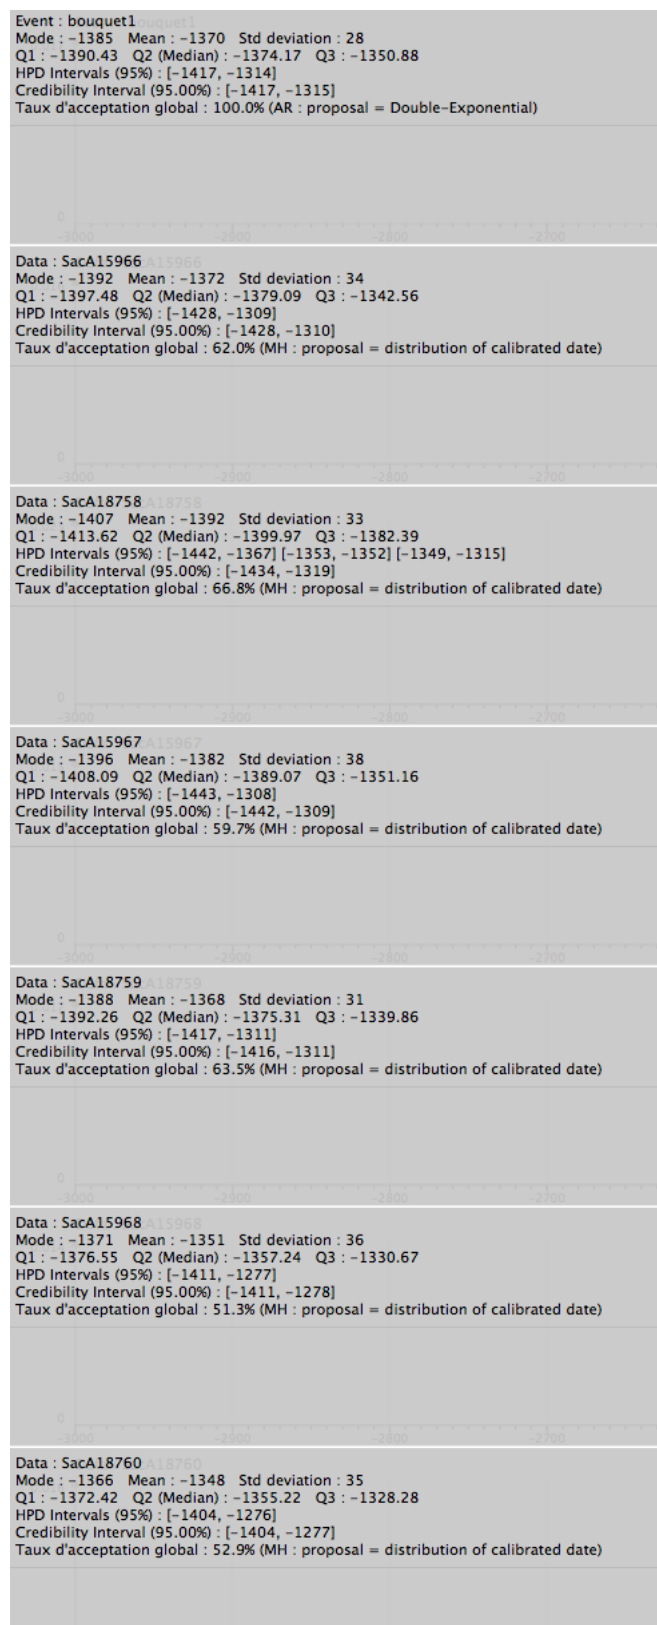 Event : bouquet1
Mode : −1385 Mean : −1370 Std deviation : 28
Q1 : −1390.43 Q2 (Median) : −1374.17 Q3 : −1350.88
HPD Intervals (95%) : [−1417, −1314]
Credibility Interval (95.00%) : [−1417, −1315]
Taux d'acceptation global : 100.0% (AR : proposal = Double−Exponential)
0
−3000 −2900 −2800 −2700
Data : SacA15966
Mode : −1392 Mean : −1372 Std deviation : 34
Q1 : −1397.48 Q2 (Median) : −1379.09 Q3 : −1342.56
HPD Intervals (95%) : [−1428, −1309]
Credibility Interval (95.00%) : [−1428, −1310]
Taux d'acceptation global : 62.0% (MH : proposal = distribution of calibrated date)
0
−3000 −2900 −2800 −2700
Data : SacA18758
Mode : −1407 Mean : −1392 Std deviation : 33
Q1 : −1413.62 Q2 (Median) : −1399.97 Q3 : −1382.39
HPD Intervals (95%) : [−1442, −1367] [−1353, −1352] [−1349, −1315]
Credibility Interval (95.00%) : [−1434, −1319]
Taux d'acceptation global : 66.8% (MH : proposal = distribution of calibrated date)
0
−3000 −2900 −2800 −2700
Data : SacA15967
Mode : −1396 Mean : −1382 Std deviation : 38
Q1 : −1408.09 Q2 (Median) : −1389.07 Q3 : −1351.16
HPD Intervals (95%) : [−1443, −1308]
Credibility Interval (95.00%) : [−1442, −1309]
Taux d'acceptation global : 59.7% (MH : proposal = distribution of calibrated date)
0
−3000 −2900 −2800 −2700
Data : SacA18759
Mode : −1388 Mean : −1368 Std deviation : 31
Q1 : −1392.26 Q2 (Median) : −1375.31 Q3 : −1339.86
HPD Intervals (95%) : [−1417, −1311]
Credibility Interval (95.00%) : [−1416, −1311]
Taux d'acceptation global : 63.5% (MH : proposal = distribution of calibrated date)
0
−3000 −2900 −2800 −2700
Data : SacA15968
Mode : −1371 Mean : −1351 Std deviation : 36
Q1 : −1376.55 Q2 (Median) : −1357.24 Q3 : −1330.67
HPD Intervals (95%) : [−1411, −1277]
Credibility Interval (95.00%) : [−1411, −1278]
Taux d'acceptation global : 51.3% (MH : proposal = distribution of calibrated date)
0
−3000 −2900 −2800 −2700
Data : SacA18760
Mode : −1366 Mean : −1348 Std deviation : 35
Q1 : −1372.42 Q2 (Median) : −1355.22 Q3 : −1328.28
HPD Intervals (95%) : [−1404, −1276]
Credibility Interval (95.00%) : [−1404, −1277]
Taux d'acceptation global : 52.9% (MH : proposal = distribution of calibrated date)